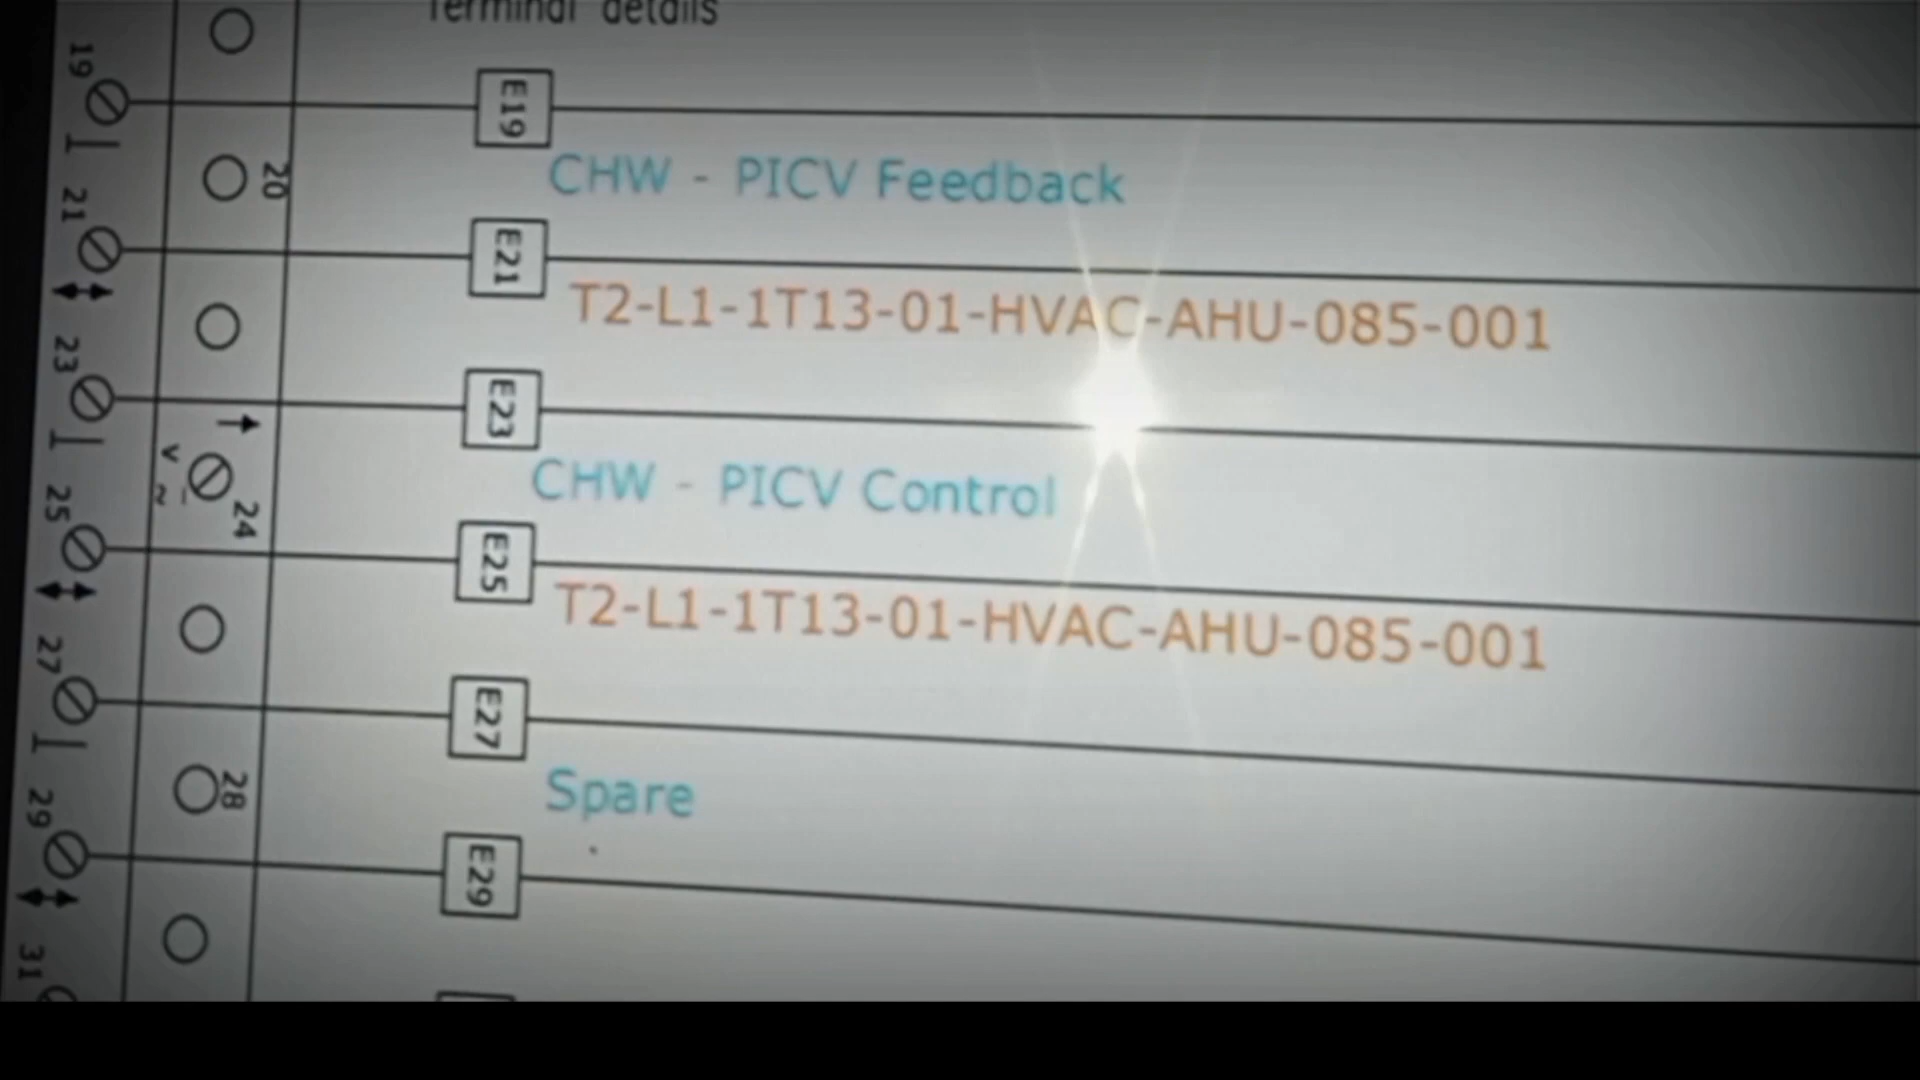 Terminal details
19
E19
20
CHW - PICV Feedback
21
E21
T2-L1-1T13-01-HVAC-AHU-085-001
23
E23
24
CHW - PICV Control
25
E25
T2-L1-1T13-01-HVAC-AHU-085-001
27
E27
28
Spare
29
E29
31